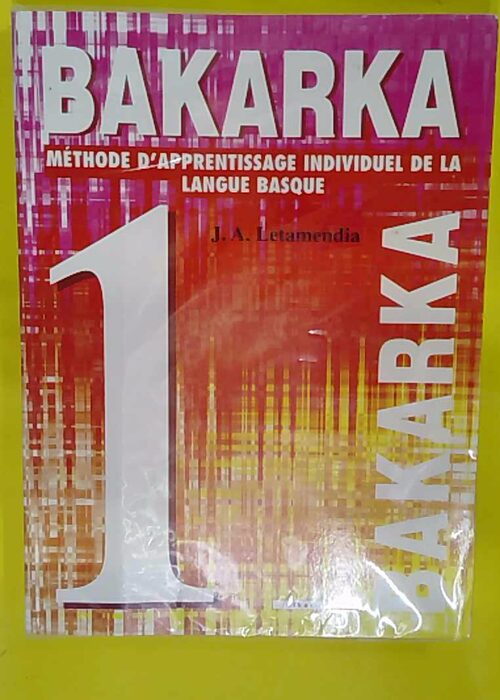 BAKARKA
MÉTHODE D'APPRENTISSAGE INDIVIDUEL DE LA
LANGUE BASQUE
J. A. Letamendia
1
BAKARKA